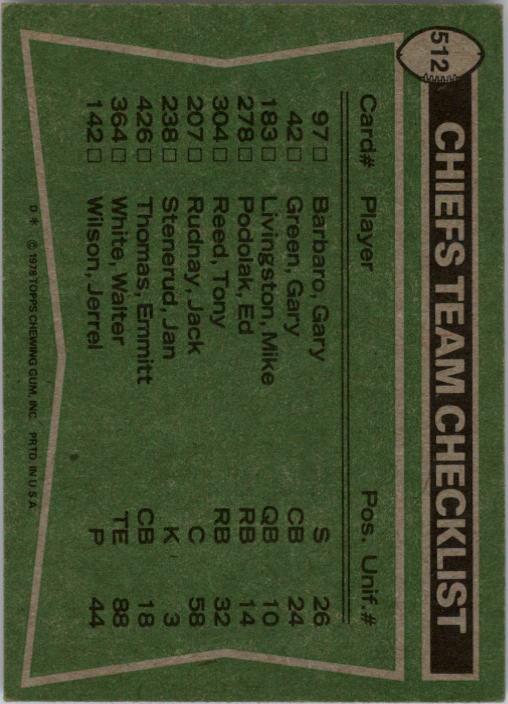 512
CHIEFS TEAM CHECKLIST
Card# Player Pos. Unif.#
97 □ Barbaro, Gary S 26
42 □ Green, Gary CB 24
183 □ Livingston, Mike QB 10
278 □ Podolak, Ed RB 14
304 □ Reed, Tony RB 32
207 □ Rudnay, Jack C 58
238 □ Stenerud, Jan K 3
426 □ Thomas, Emmitt CB 18
364 □ White, Walter TE 88
142 □ Wilson, Jerrel P 44
D * © 1978 TOPPS CHEWING GUM, INC. PRTD. IN U.S.A.